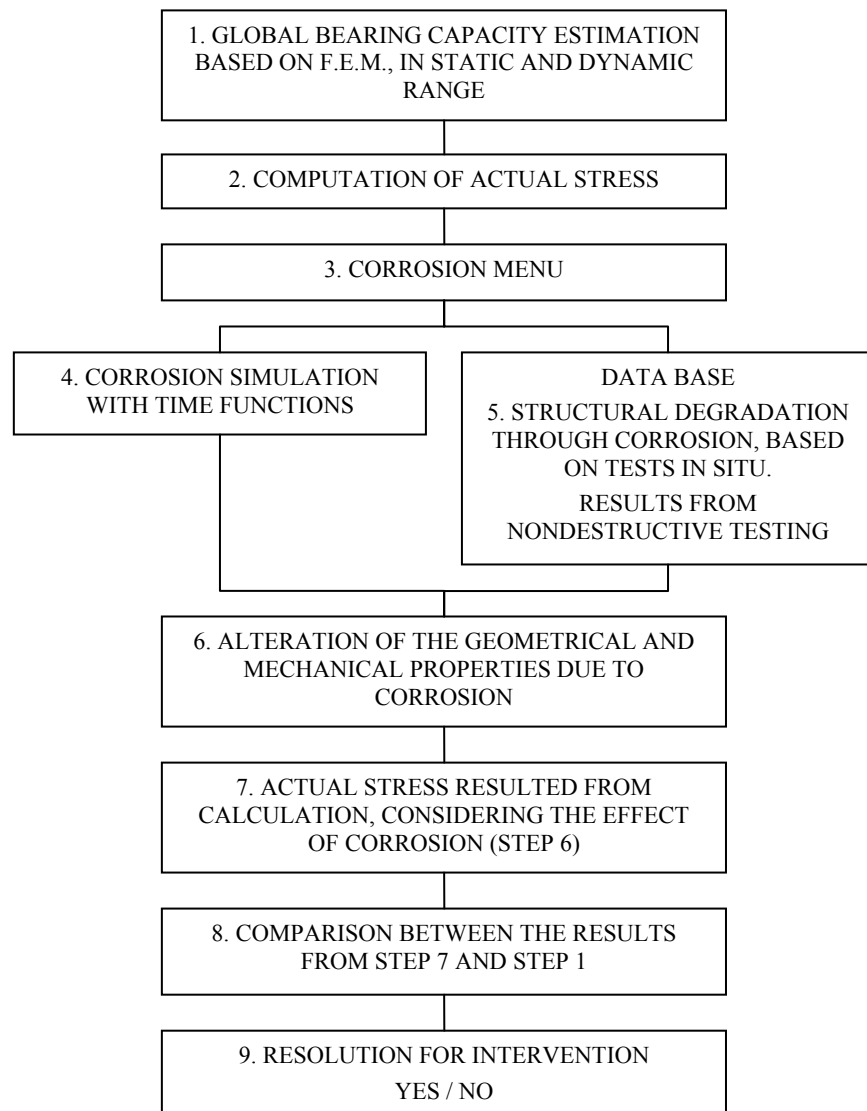 1. GLOBAL BEARING CAPACITY ESTIMATION
BASED ON F.E.M., IN STATIC AND DYNAMIC
RANGE
2. COMPUTATION OF ACTUAL STRESS
3. CORROSION MENU
4. CORROSION SIMULATION
WITH TIME FUNCTIONS
DATA BASE
5. STRUCTURAL DEGRADATION
THROUGH CORROSION, BASED
ON TESTS IN SITU.
RESULTS FROM
NONDESTRUCTIVE TESTING
6. ALTERATION OF THE GEOMETRICAL AND
MECHANICAL PROPERTIES DUE TO
CORROSION
7. ACTUAL STRESS RESULTED FROM
CALCULATION, CONSIDERING THE EFFECT
OF CORROSION (STEP 6)
8. COMPARISON BETWEEN THE RESULTS
FROM STEP 7 AND STEP 1
9. RESOLUTION FOR INTERVENTION
YES / NO